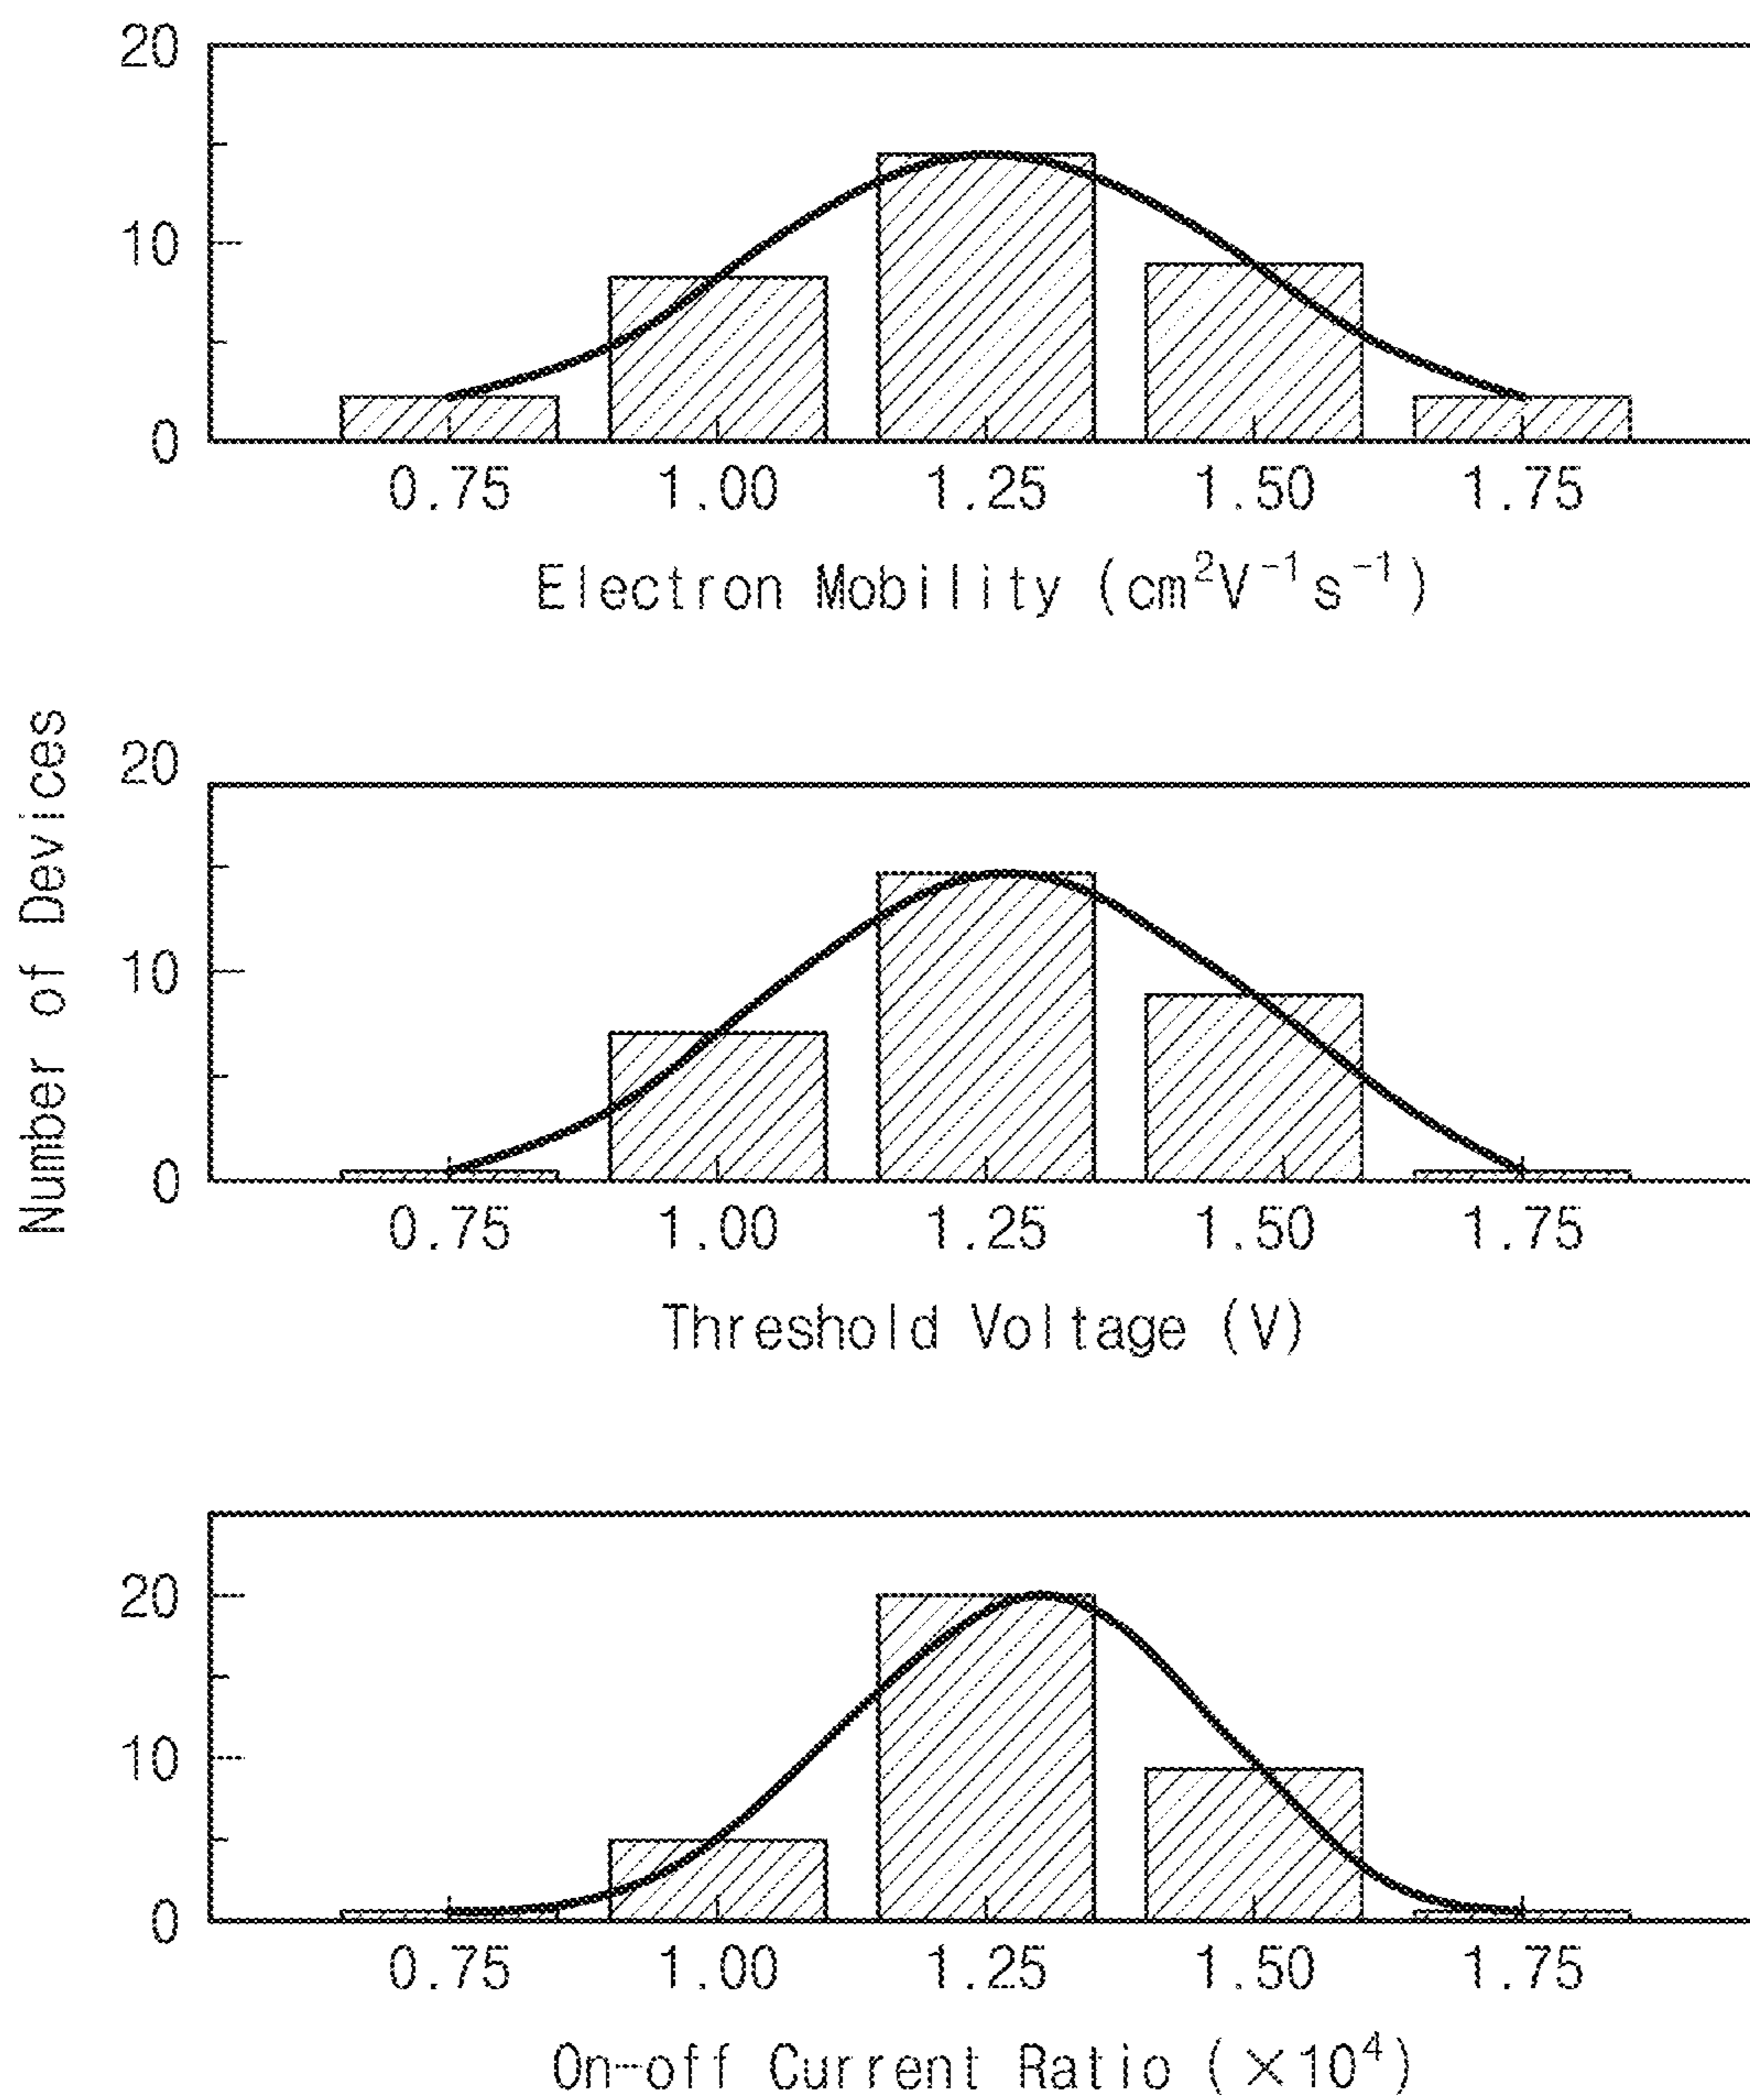 20
10
0
0.75 1.00 1.25 1.50 1.75
Electron Mobility (cm²V⁻¹s⁻¹)
Number of Devices
20
10
0
0.75 1.00 1.25 1.50 1.75
Threshold Voltage (V)
20
10
0
0.75 1.00 1.25 1.50 1.75
On-off Current Ratio (×10⁴)